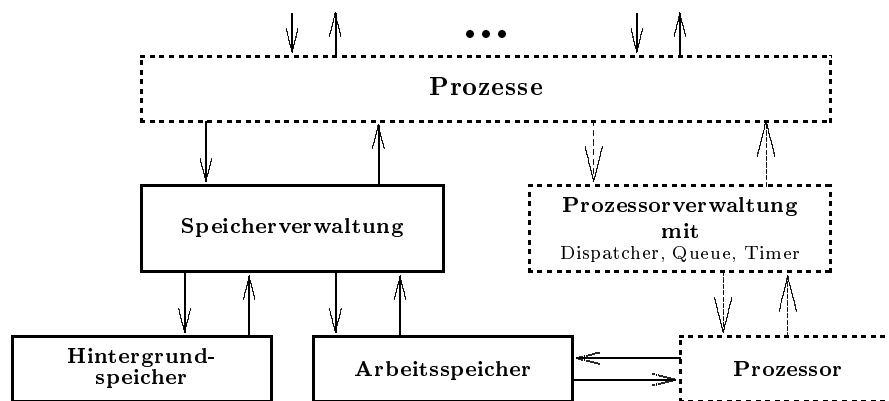 Prozesse
Speicherverwaltung
Prozessorverwaltung
mit
Dispatcher, Queue, Timer
Hintergrund-
speicher
Arbeitsspeicher
Prozessor